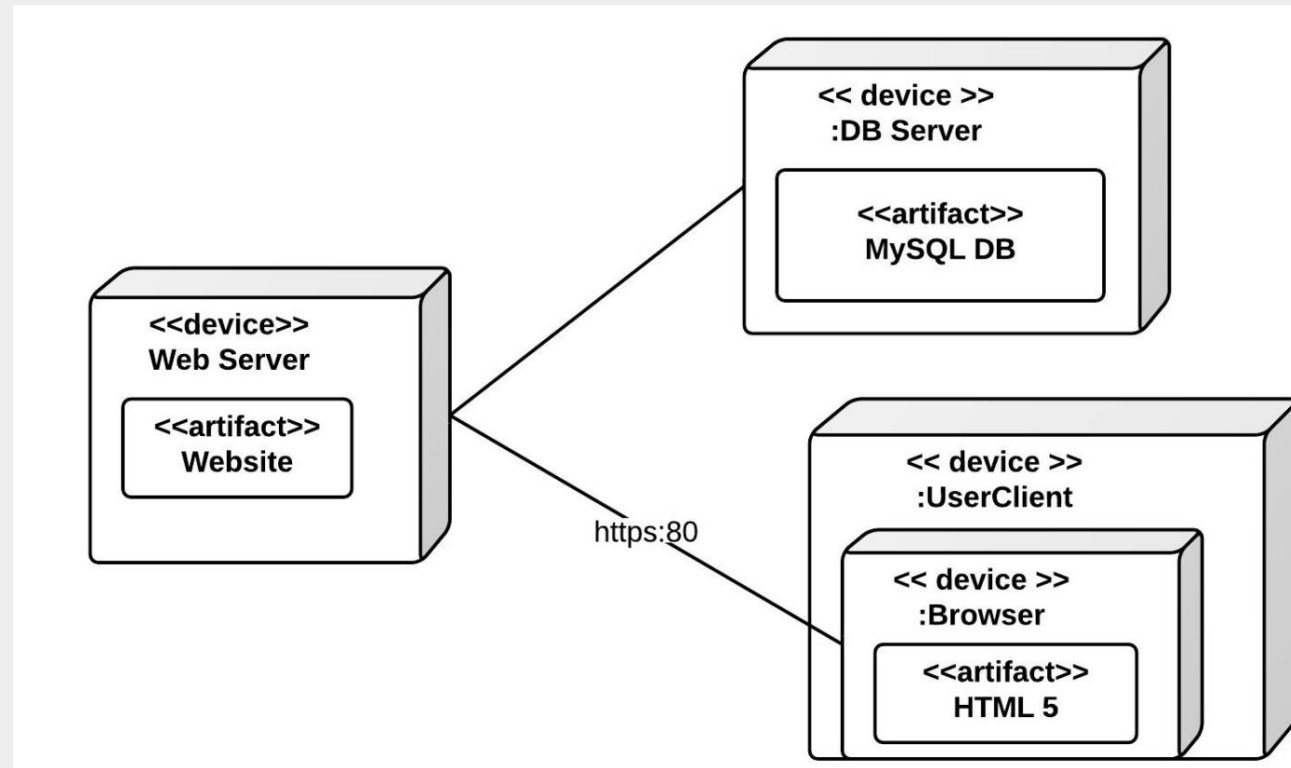 << device >>
:DB Server
<<artifact>>
MySQL DB
<<device>>
Web Server
<<artifact>>
Website
https:80
<< device >>
:UserClient
<< device >>
:Browser
<<artifact>>
HTML 5